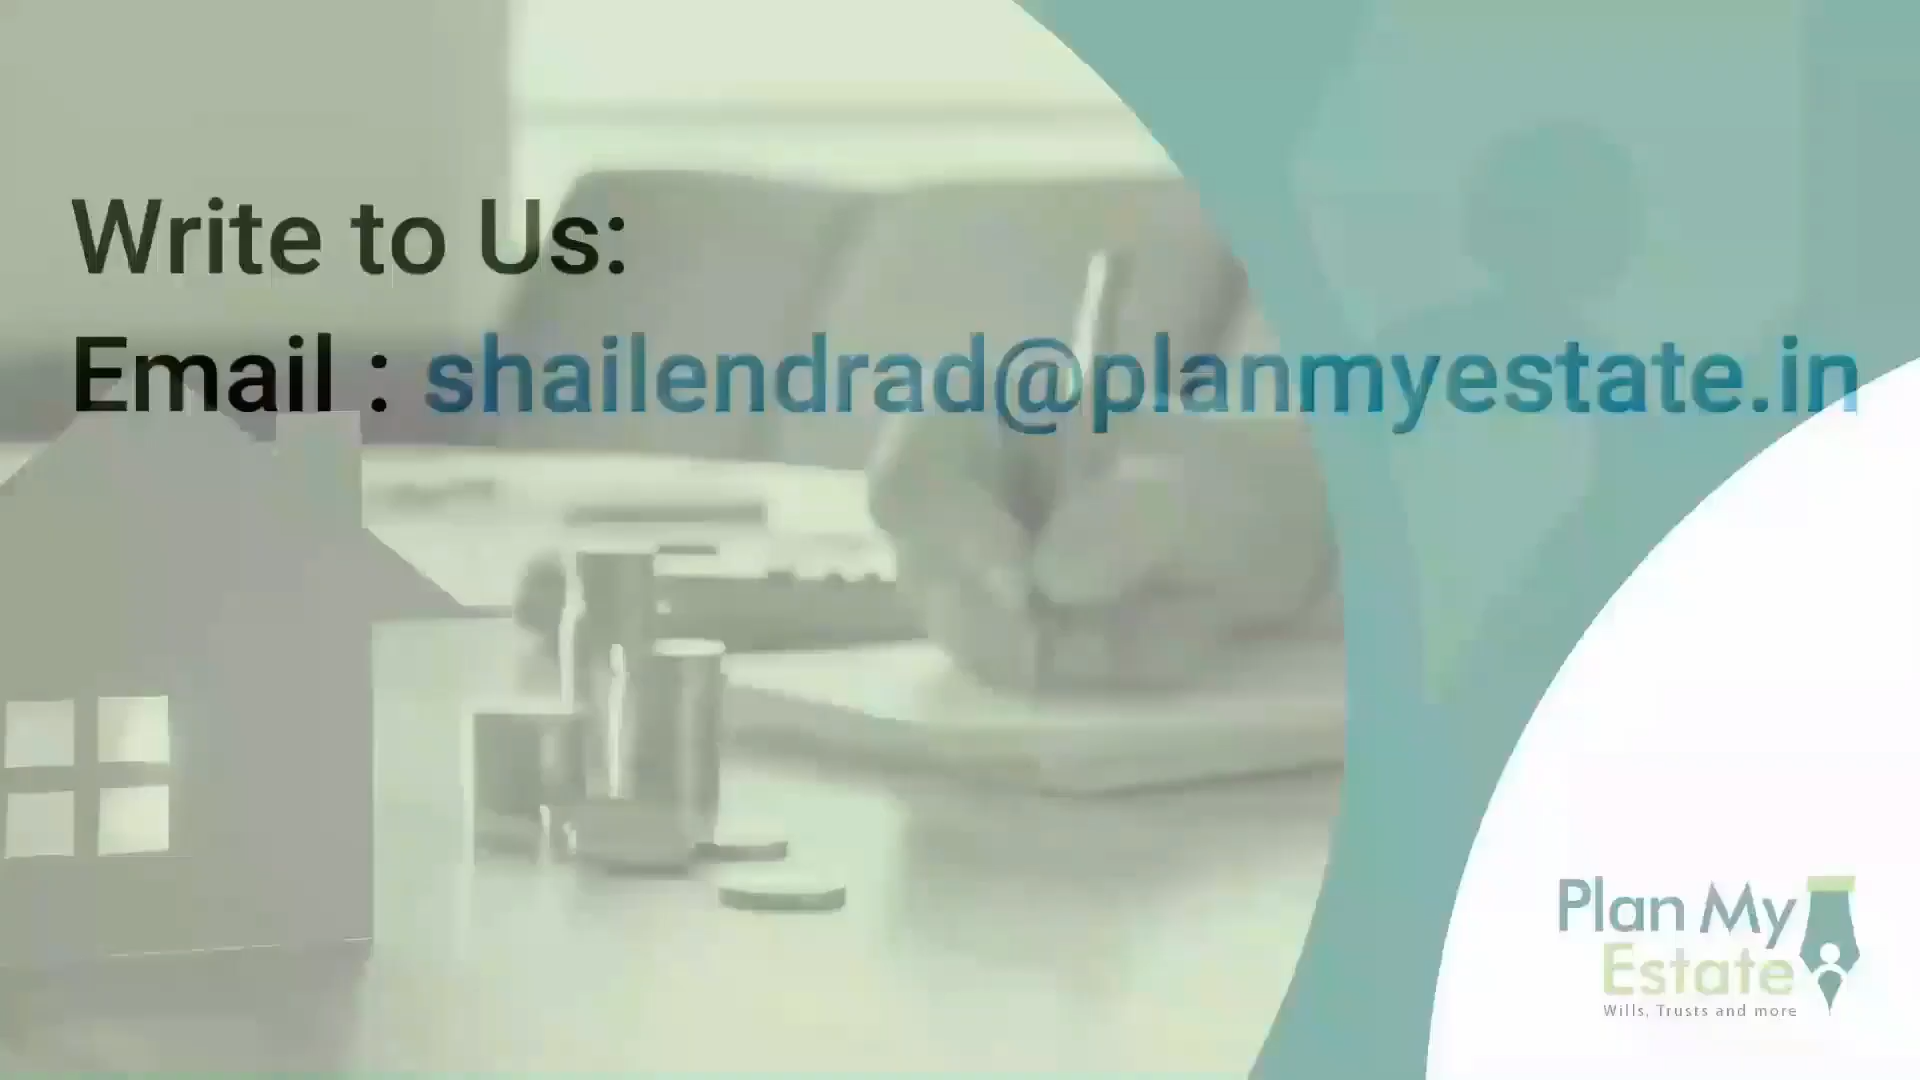 Write to Us:
Email : shailendrad@planmyestate.in
Plan My
Estate
Wills, Trusts and more